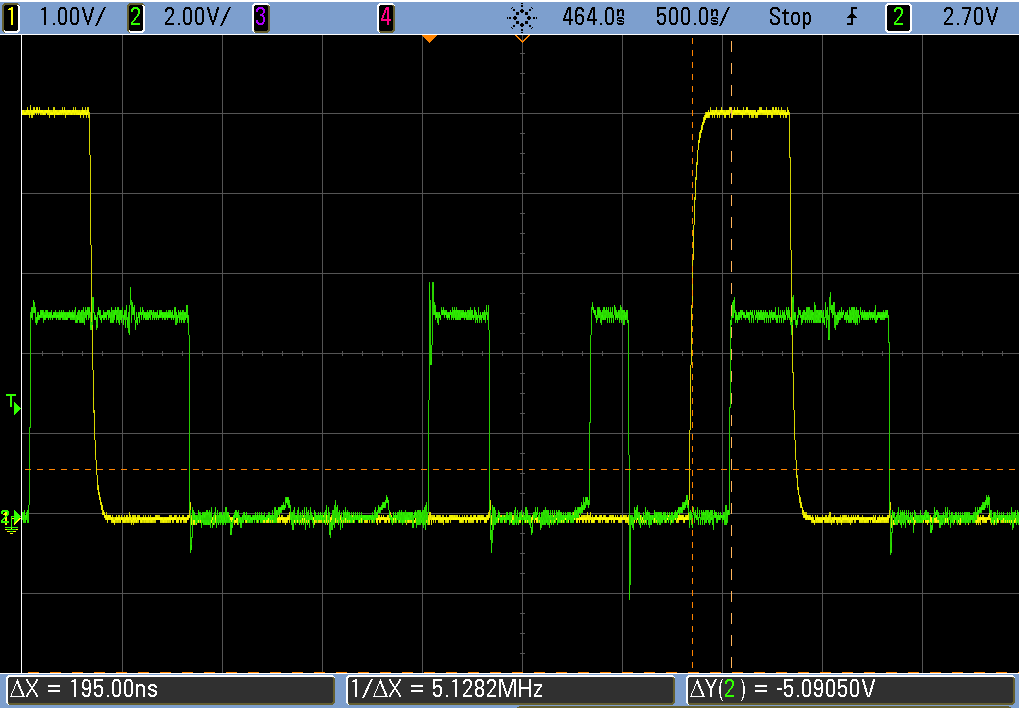 1 1.00V/ 2 2.00V/ 3 4 464.0ns 500.0ns/ Stop 2 2.70V
T
2
ΔX = 195.00ns 1/ΔX = 5.1282MHz ΔY(2) = -5.09050V